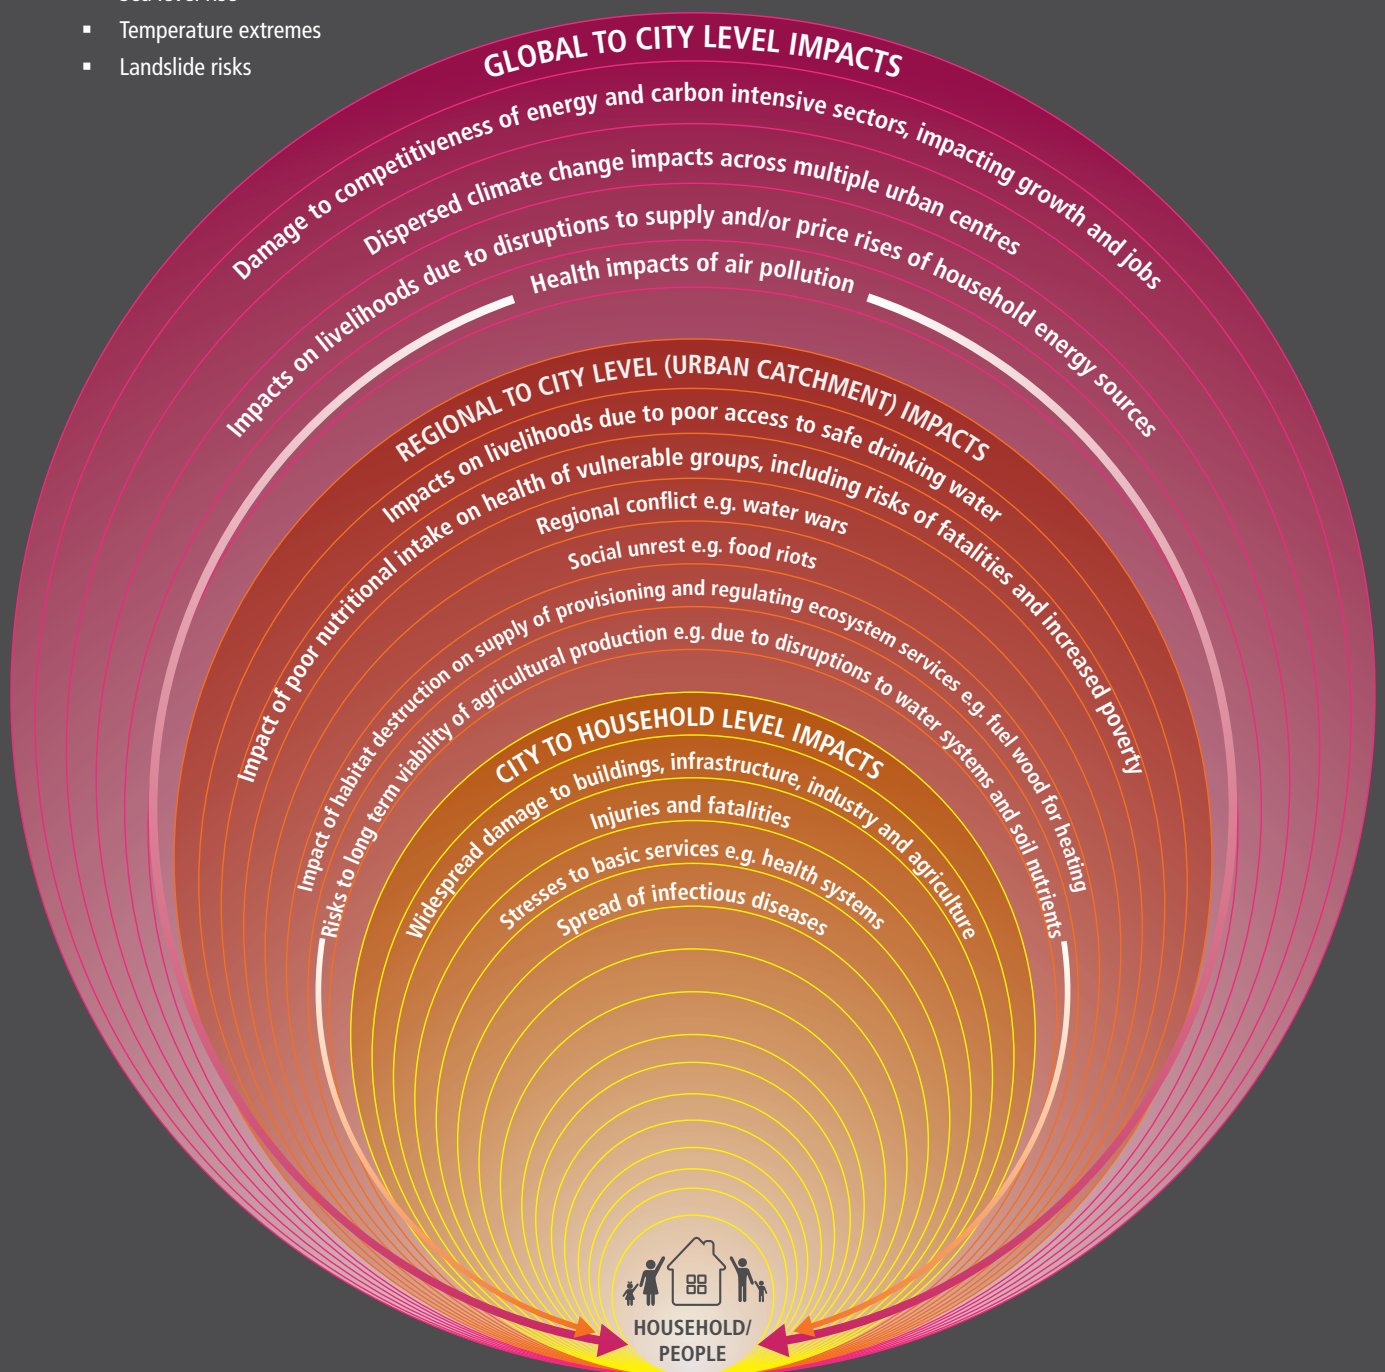 Temperature extremes
Landslide risks
GLOBAL TO CITY LEVEL IMPACTS
Damage to competitiveness of energy and carbon intensive sectors, impacting growth and jobs
Dispersed climate change impacts across multiple urban centres
Impacts on livelihoods due to disruptions to supply and/or price rises of household energy sources
Health impacts of air pollution
REGIONAL TO CITY LEVEL (URBAN CATCHMENT) IMPACTS
Impacts on livelihoods due to poor access to safe drinking water
Impact of poor nutritional intake on health of vulnerable groups, including risks of fatalities and increased poverty
Regional conflict e.g. water wars
Social unrest e.g. food riots
Impact of habitat destruction on supply of provisioning and regulating ecosystem services e.g. fuel wood for heating
Risks to long term viability of agricultural production e.g. due to disruptions to water systems and soil nutrients
CITY TO HOUSEHOLD LEVEL IMPACTS
Widespread damage to buildings, infrastructure, industry and agriculture
Injuries and fatalities
Stresses to basic services e.g. health systems
Spread of infectious diseases
HOUSEHOLD/
PEOPLE